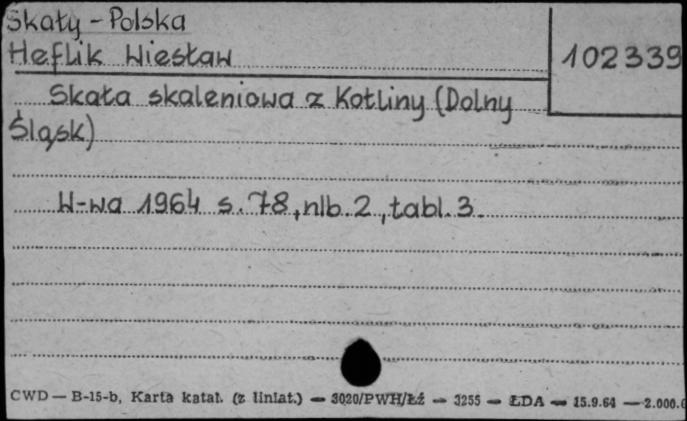 Skały - Polska
Heflik Wiesław
102339
Skała skaleniowa z Kotliny (Dolny
Śląsk)
W-wa 1964 s. 78, nlb. 2, tabl. 3.
CWD — B-15-b, Karta katal. (z liniat.) — 3020/PWH/Łź — 3255 — ŁDA — 15.9.64 — 2.000.